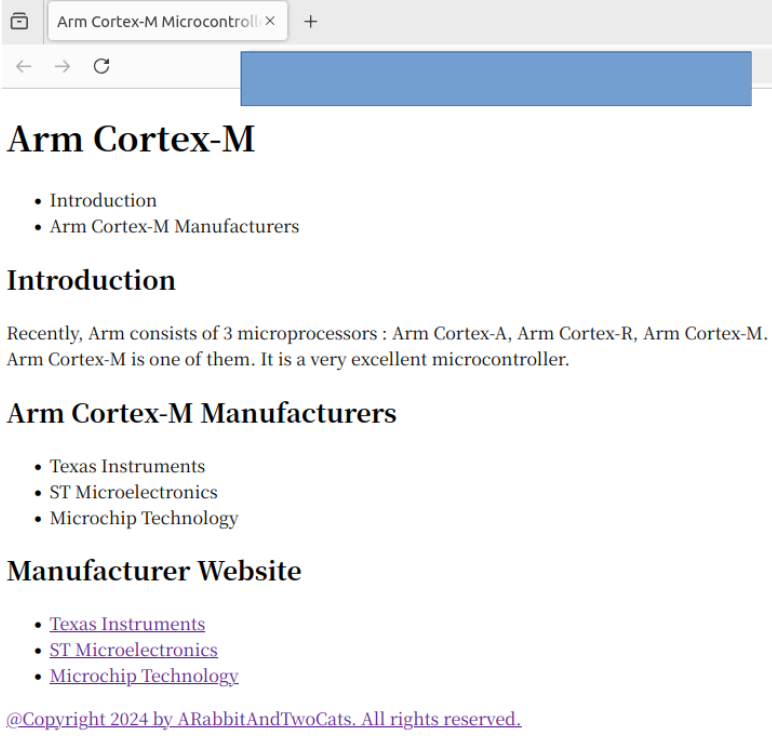 Arm Cortex-M Microcontroll
Arm Cortex-M
Introduction
Arm Cortex-M Manufacturers
Introduction
Recently, Arm consists of 3 microprocessors : Arm Cortex-A, Arm Cortex-R, Arm Cortex-M.
Arm Cortex-M is one of them. It is a very excellent microcontroller.
Arm Cortex-M Manufacturers
Texas Instruments
ST Microelectronics
Microchip Technology
Manufacturer Website
Texas Instruments
ST Microelectronics
Microchip Technology
@Copyright 2024 by ARabbitAndTwoCats. All rights reserved.